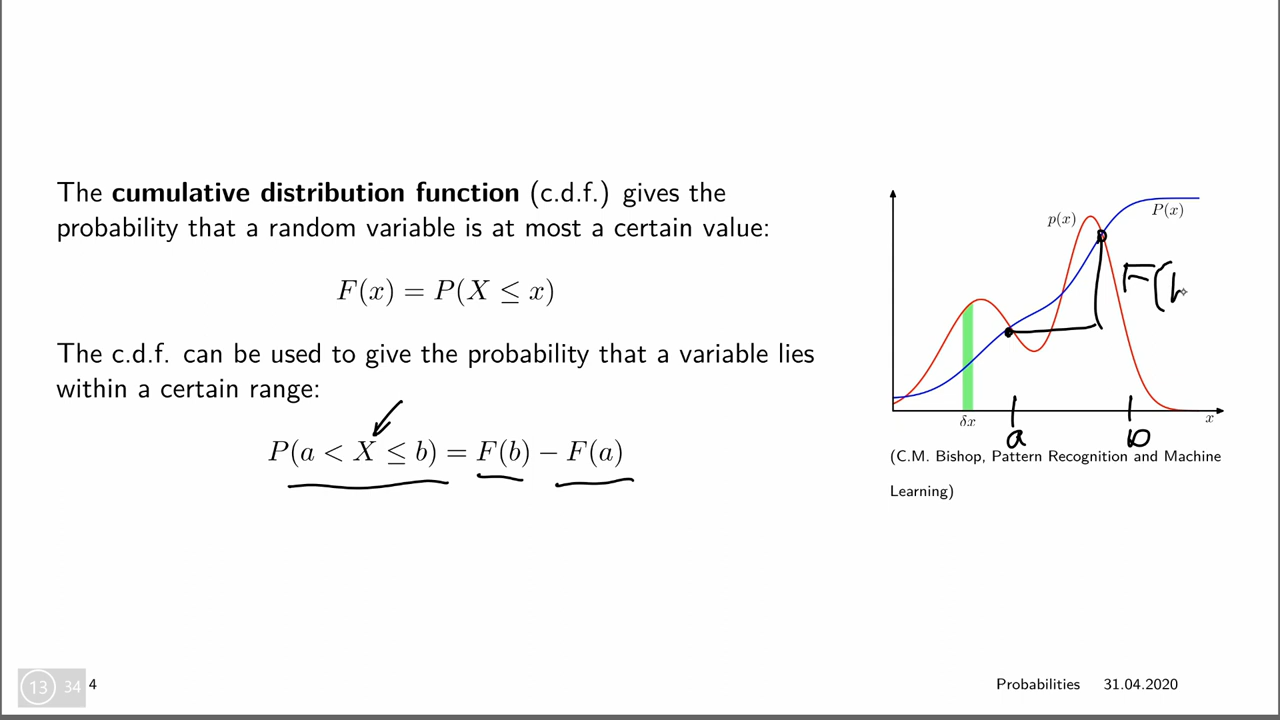 The cumulative distribution function (c.d.f.) gives the
probability that a random variable is at most a certain value:
F(x) = P(X ≤ x)
The c.d.f. can be used to give the probability that a variable lies
within a certain range:
P(a < X ≤ b) = F(b) − F(a)
p(x)
P(x)
F(
δx
x
a
b
(C.M. Bishop, Pattern Recognition and Machine
Learning)
13 34 4
Probabilities 31.04.2020